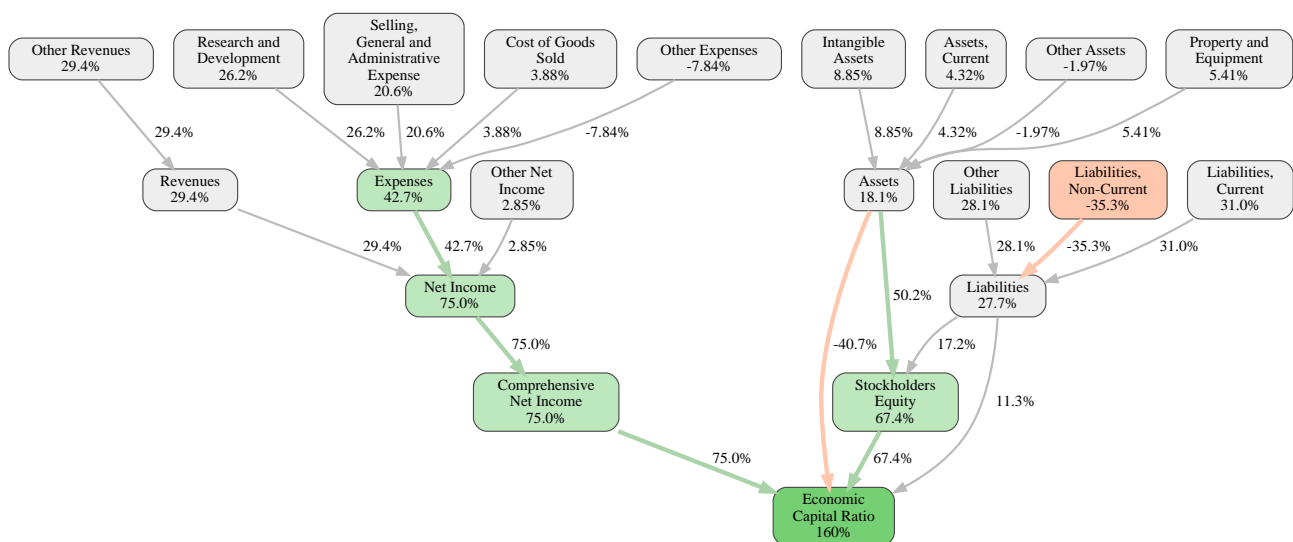 Other Revenues
29.4%
Research and
Development
26.2%
Selling,
General and
Administrative
Expense
20.6%
Cost of Goods
Sold
3.88%
Other Expenses
-7.84%
Intangible
Assets
8.85%
Assets,
Current
4.32%
Other Assets
-1.97%
Property and
Equipment
5.41%
29.4%
26.2%
20.6%
3.88%
-7.84%
8.85%
4.32%
-1.97%
5.41%
Revenues
29.4%
Expenses
42.7%
Other Net
Income
2.85%
Assets
18.1%
Other
Liabilities
28.1%
Liabilities,
Non-Current
-35.3%
Liabilities,
Current
31.0%
29.4%
42.7%
2.85%
28.1%
-35.3%
31.0%
Net Income
75.0%
50.2%
Liabilities
27.7%
75.0%
-40.7%
17.2%
Comprehensive
Net Income
75.0%
Stockholders
Equity
67.4%
11.3%
75.0%
67.4%
Economic
Capital Ratio
160%